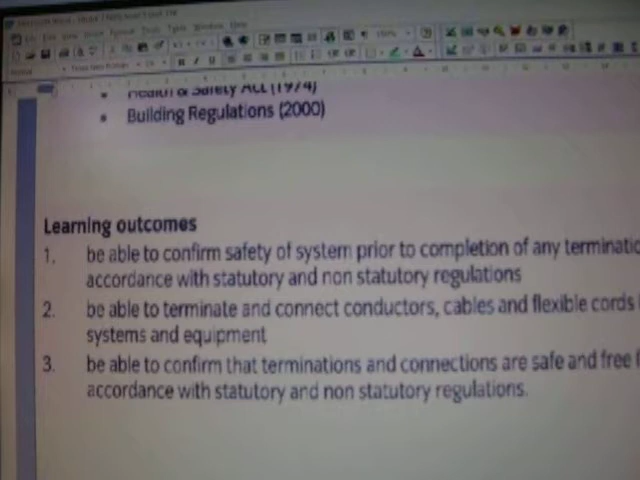 Health & Safety Act (1974)
• Building Regulations (2000)
Learning outcomes
1. be able to confirm safety of system prior to completion of any terminatio
accordance with statutory and non statutory regulations
2. be able to terminate and connect conductors, cables and flexible cords
systems and equipment
3. be able to confirm that terminations and connections are safe and free
accordance with statutory and non statutory regulations.